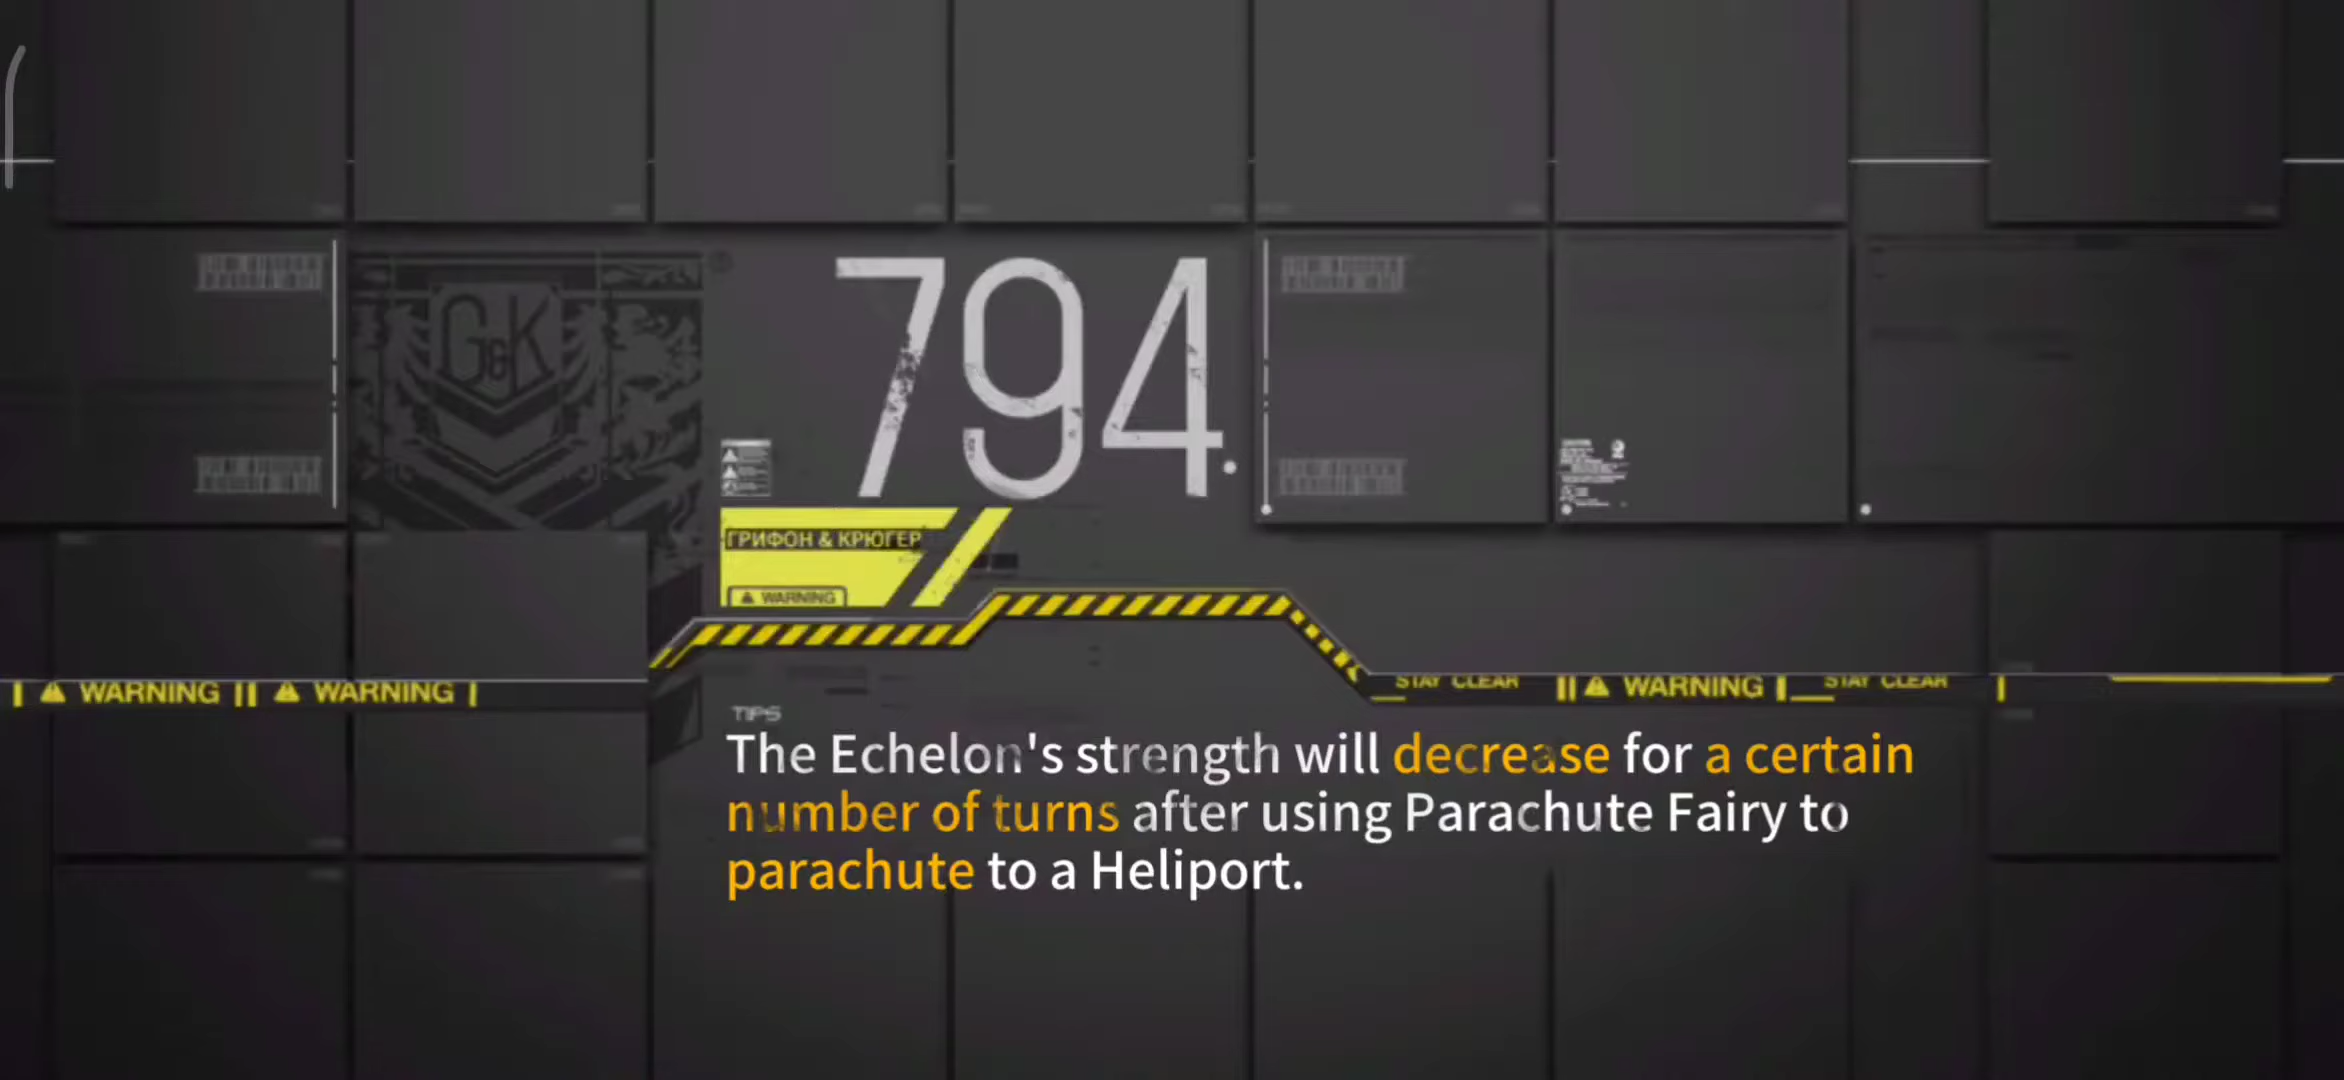 G&K
794.
ГРИФОН & КРЮГЕР
WARNING
WARNING WARNING
STAY CLEAR WARNING STAY CLEAR
TIPS
The Echelon's strength will decrease for a certain
number of turns after using Parachute Fairy to
parachute to a Heliport.